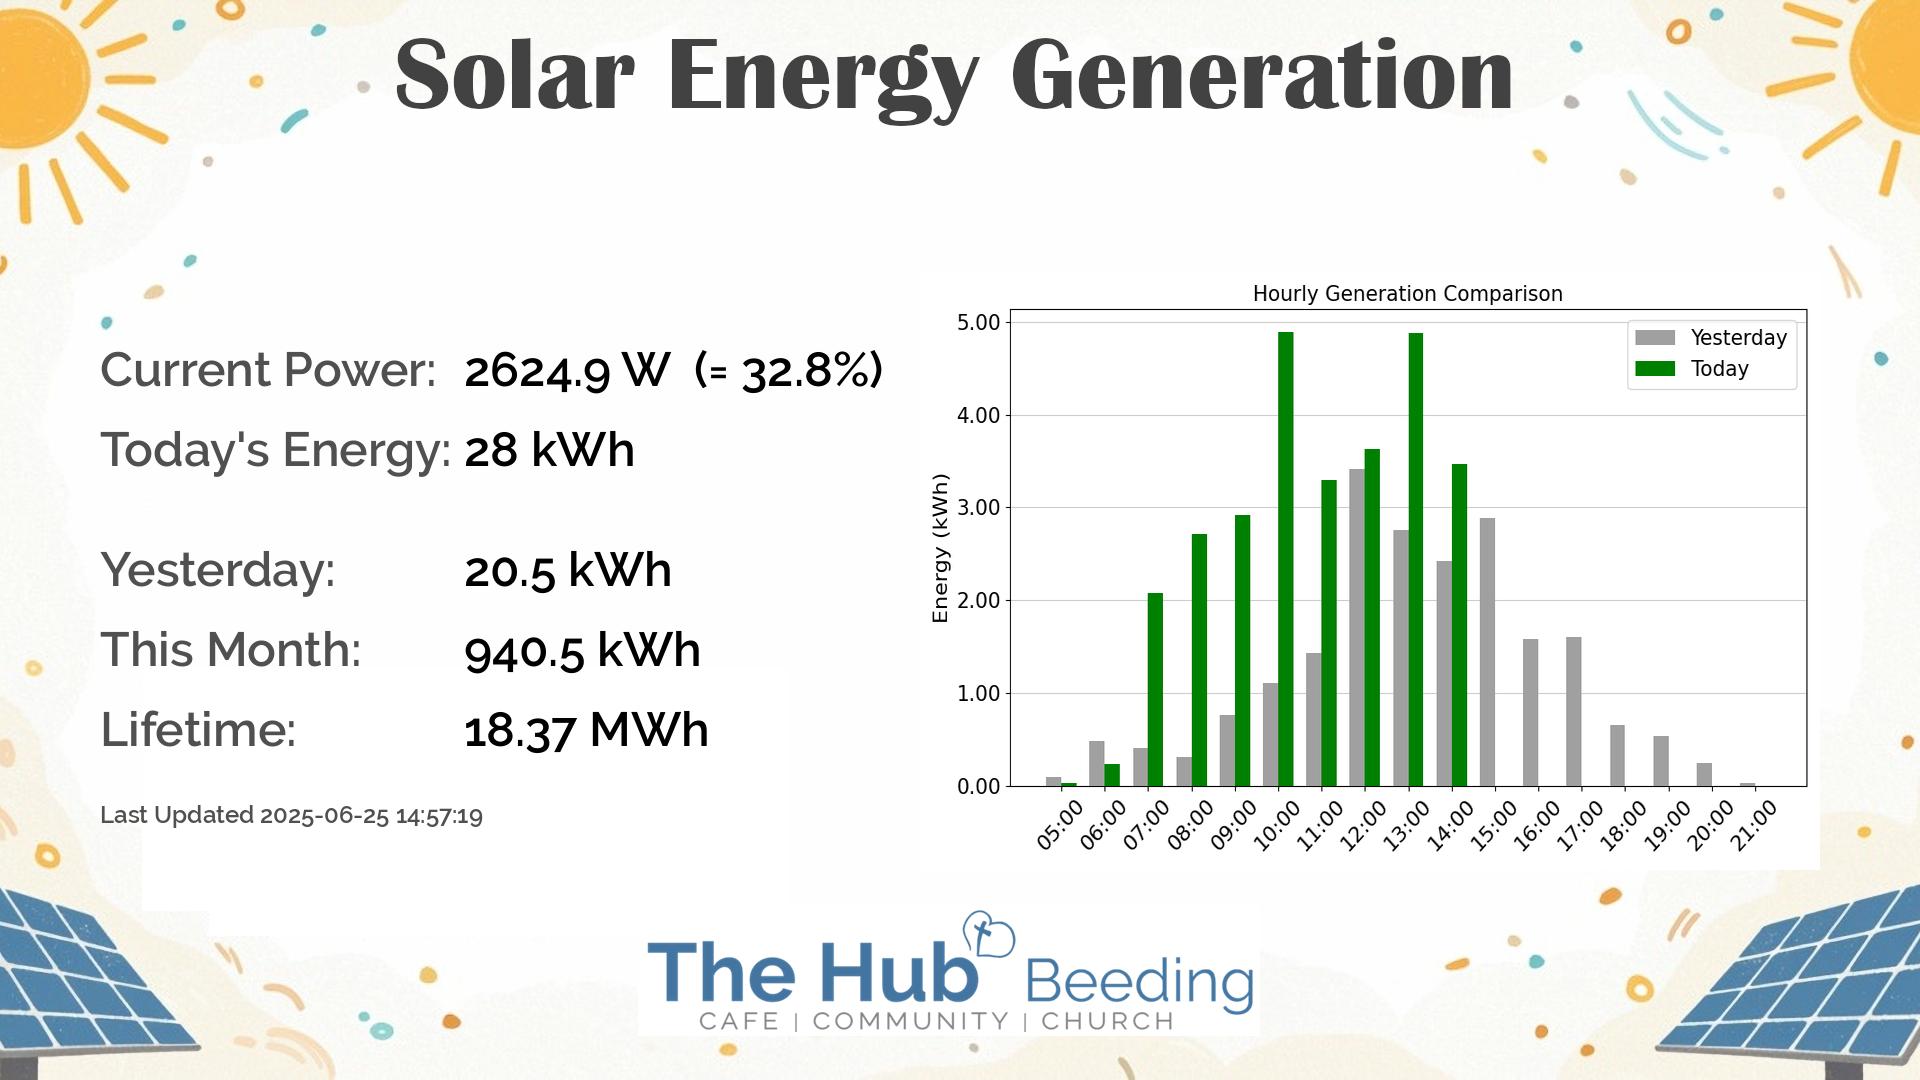 Solar Energy Generation
Current Power: 2624.9 W (= 32.8%)
Today's Energy: 28 kWh
Yesterday: 20.5 kWh
This Month: 940.5 kWh
Lifetime: 18.37 MWh
Last Updated 2025-06-25 14:57:19
Hourly Generation Comparison
Yesterday
Today
Energy (kWh)
5.00
4.00
3.00
2.00
1.00
0.00
05:00 06:00 07:00 08:00 09:00 10:00 11:00 12:00 13:00 14:00 15:00 16:00 17:00 18:00 19:00 20:00 21:00
The Hub Beeding
CAFE | COMMUNITY | CHURCH